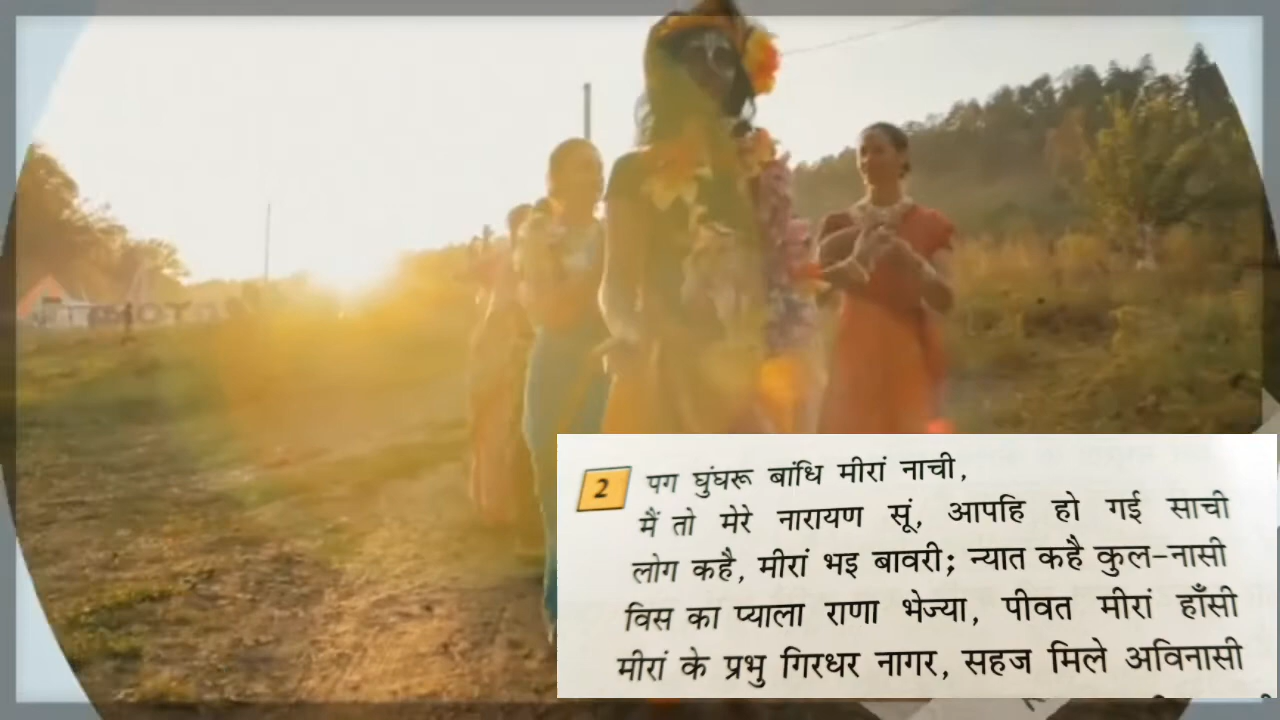 2 पग घुंघरू बांधि मीरां नाची,
मैं तो मेरे नारायण सूं, आपहि हो गई साची
लोग कहै, मीरां भइ बावरी; न्यात कहै कुल-नासी
विस का प्याला राणा भेज्या, पीवत मीरां हाँसी
मीरां के प्रभु गिरधर नागर, सहज मिले अविनासी